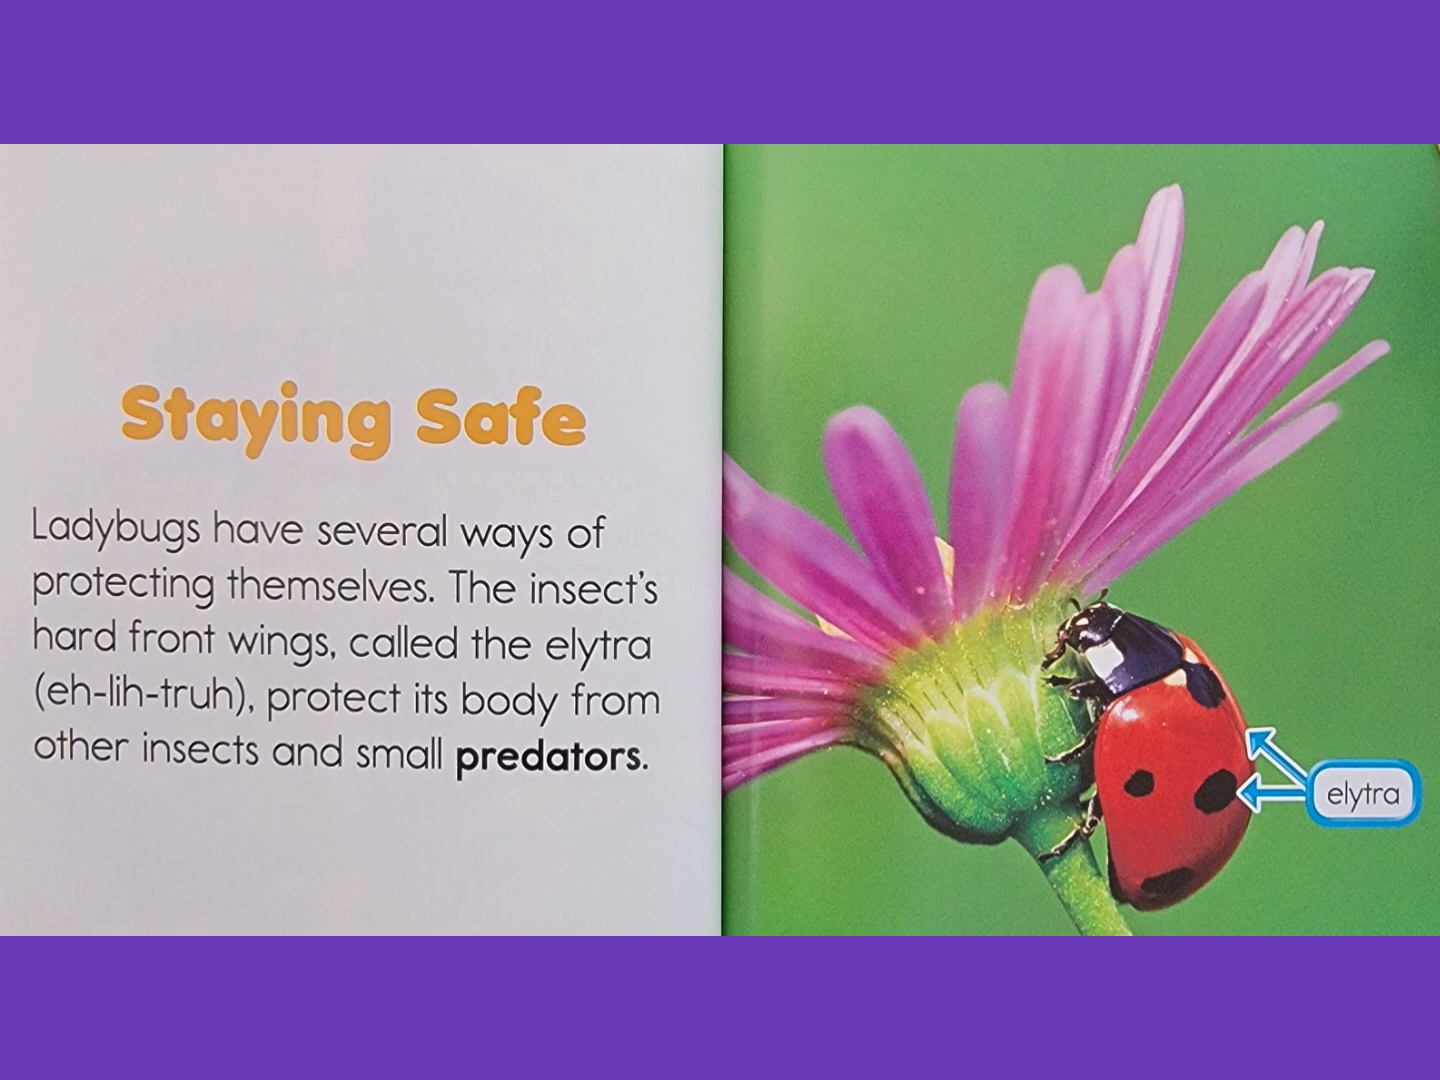 Staying Safe
Ladybugs have several ways of
protecting themselves. The insect's
hard front wings, called the elytra
(eh-lih-truh), protect its body from
other insects and small predators.
elytra